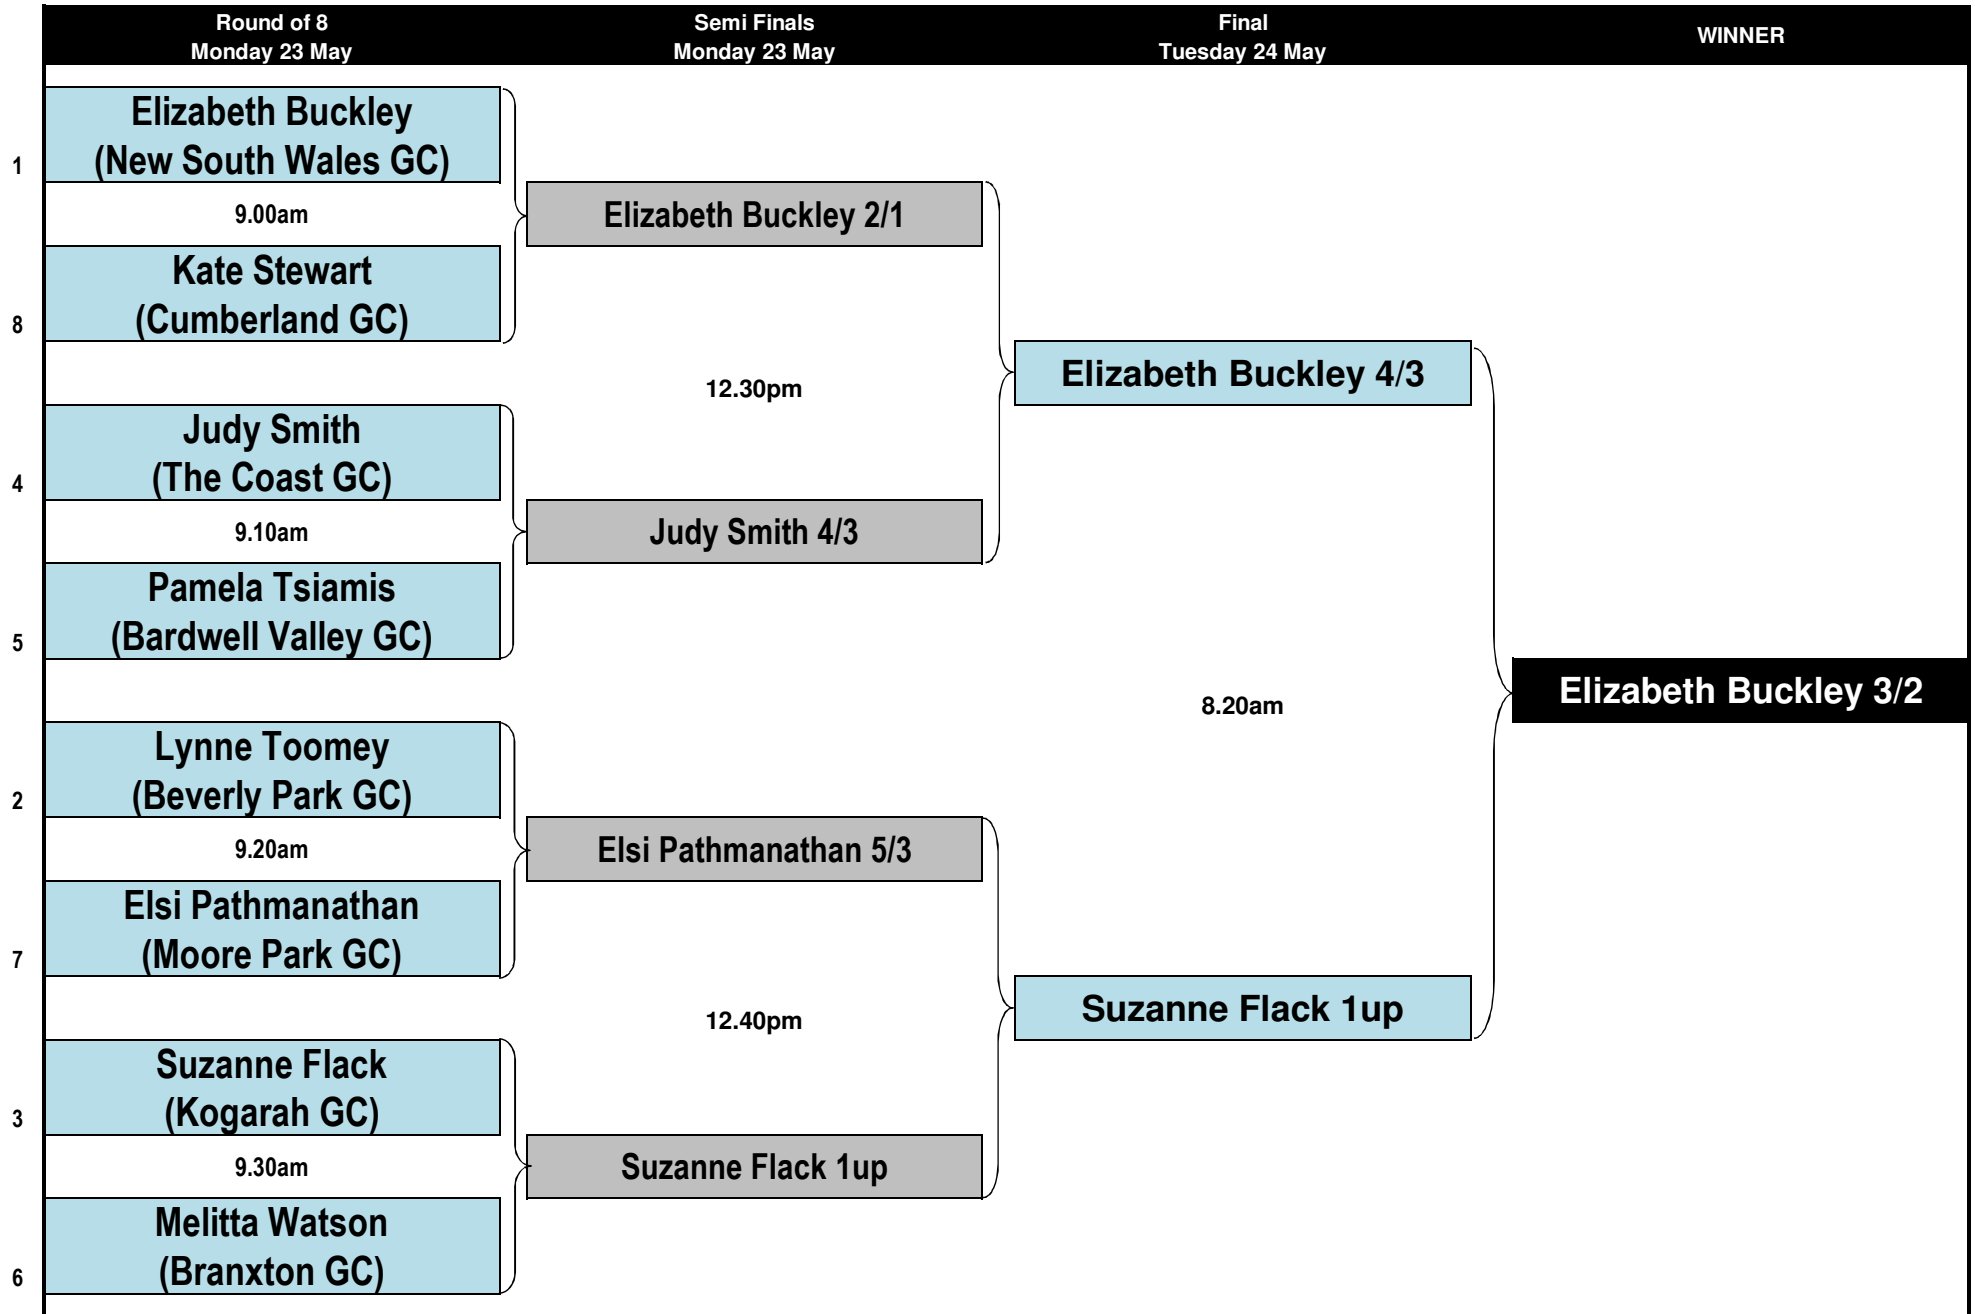 Round of 8
Monday 23 May
Semi Finals
Monday 23 May
Final
Tuesday 24 May
WINNER
1
Elizabeth Buckley
(New South Wales GC)
9.00am
8
Kate Stewart
(Cumberland GC)
4
Judy Smith
(The Coast GC)
9.10am
5
Pamela Tsiamis
(Bardwell Valley GC)
2
Lynne Toomey
(Beverly Park GC)
9.20am
7
Elsi Pathmanathan
(Moore Park GC)
3
Suzanne Flack
(Kogarah GC)
9.30am
6
Melitta Watson
(Branxton GC)
Elizabeth Buckley 2/1
12.30pm
Judy Smith 4/3
Elsi Pathmanathan 5/3
12.40pm
Suzanne Flack 1up
Elizabeth Buckley 4/3
8.20am
Suzanne Flack 1up
Elizabeth Buckley 3/2